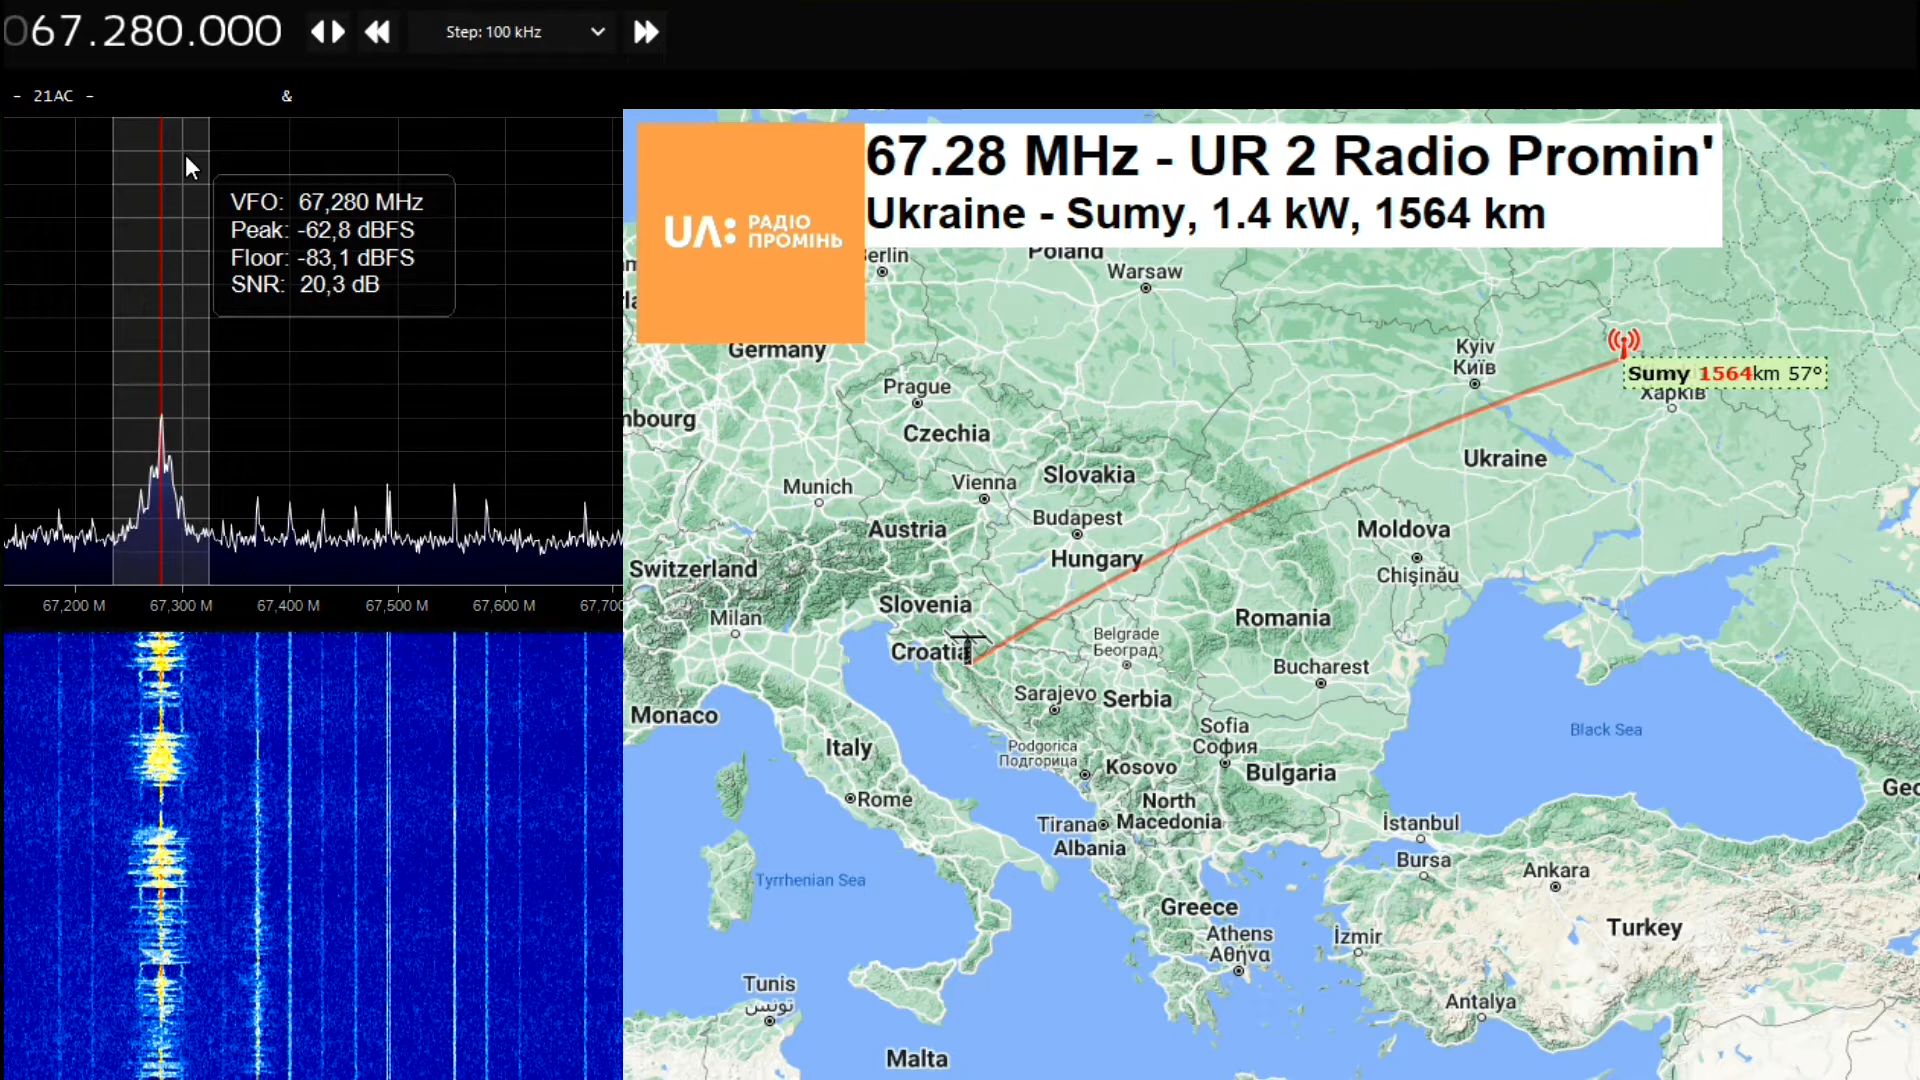 067.280.000
Step: 100 kHz
- 21AC -
&
VFO: 67,280 MHz
Peak: -62,8 dBFS
Floor: -83,1 dBFS
SNR: 20,3 dB
67,200 M
67,300 M
67,400 M
67,500 M
67,600 M
67,700
UA: РАДІО
ПРОМІНЬ
67.28 MHz - UR 2 Radio Promin'
Ukraine - Sumy, 1.4 kW, 1564 km
erlin
Poland
Warsaw
Germany
Київ
Kyiv
Sumy 1564km 57°
Харків
Prague
nbourg
Czechia
Ukraine
Slovakia
Munich
Vienna
Budapest
Austria
Moldova
Hungary
Switzerland
Chișinău
Slovenia
Milan
Romania
Belgrade
Београд
Croatia
Bucharest
Sarajevo
Serbia
Monaco
Sofia
София
Black Sea
Italy
Podgorica
Подгорица
Kosovo
Bulgaria
Geo
Rome
North
Macedonia
Tirana
Albania
İstanbul
Bursa
Ankara
Tyrrhenian Sea
Greece
Athens
Αθήνα
İzmir
Turkey
Tunis
تونس
Antalya
Malta